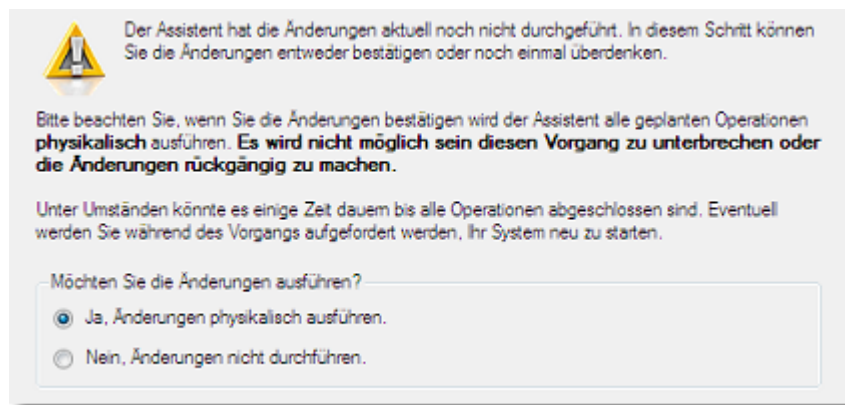 Der Assistent hat die Änderungen aktuell noch nicht durchgeführt. In diesem Schritt können
Sie die Änderungen entweder bestätigen oder noch einmal überdenken.
Bitte beachten Sie, wenn Sie die Änderungen bestätigen wird der Assistent alle geplanten Operationen
physikalisch ausführen. Es wird nicht möglich sein diesen Vorgang zu unterbrechen oder
die Änderungen rückgängig zu machen.
Unter Umständen könnte es einige Zeit dauern bis alle Operationen abgeschlossen sind. Eventuell
werden Sie während des Vorgangs aufgefordert werden, Ihr System neu zu starten.
Möchten Sie die Änderungen ausführen?
Ja, Änderungen physikalisch ausführen.
Nein, Änderungen nicht durchführen.